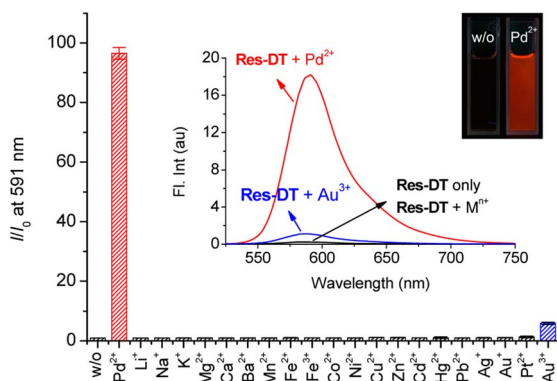 I/I₀ at 591 nm
100
80
60
40
20
0
w/o
Pd²⁺
Li⁺
Na⁺
K⁺
Mg²⁺
Ca²⁺
Ba²⁺
Mn²⁺
Fe²⁺
Fe³⁺
Co²⁺
Ni²⁺
Cu²⁺
Zn²⁺
Cd²⁺
Hg²⁺
Pb²⁺
Ag⁺
Au⁺
Pt²⁺
Au³⁺
Fl. Int (au)
20
16
12
8
4
0
550 600 650 700 750
Wavelength (nm)
Res-DT + Pd²⁺
Res-DT + Au³⁺
Res-DT only
Res-DT + Mⁿ⁺
w/o Pd²⁺